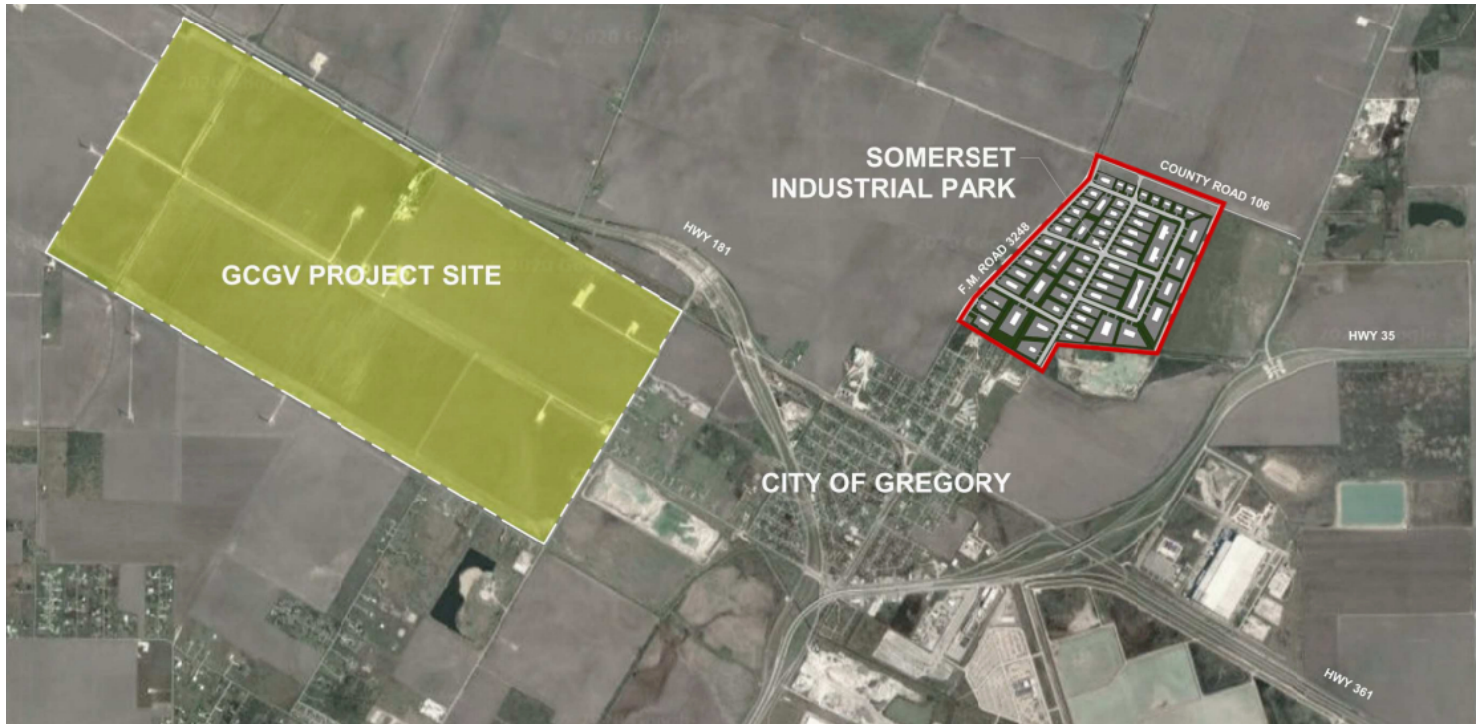 SOMERSET
INDUSTRIAL PARK
COUNTY ROAD 106
F.M. ROAD 3248
HWY 181
GCGV PROJECT SITE
HWY 35
CITY OF GREGORY
HWY 361